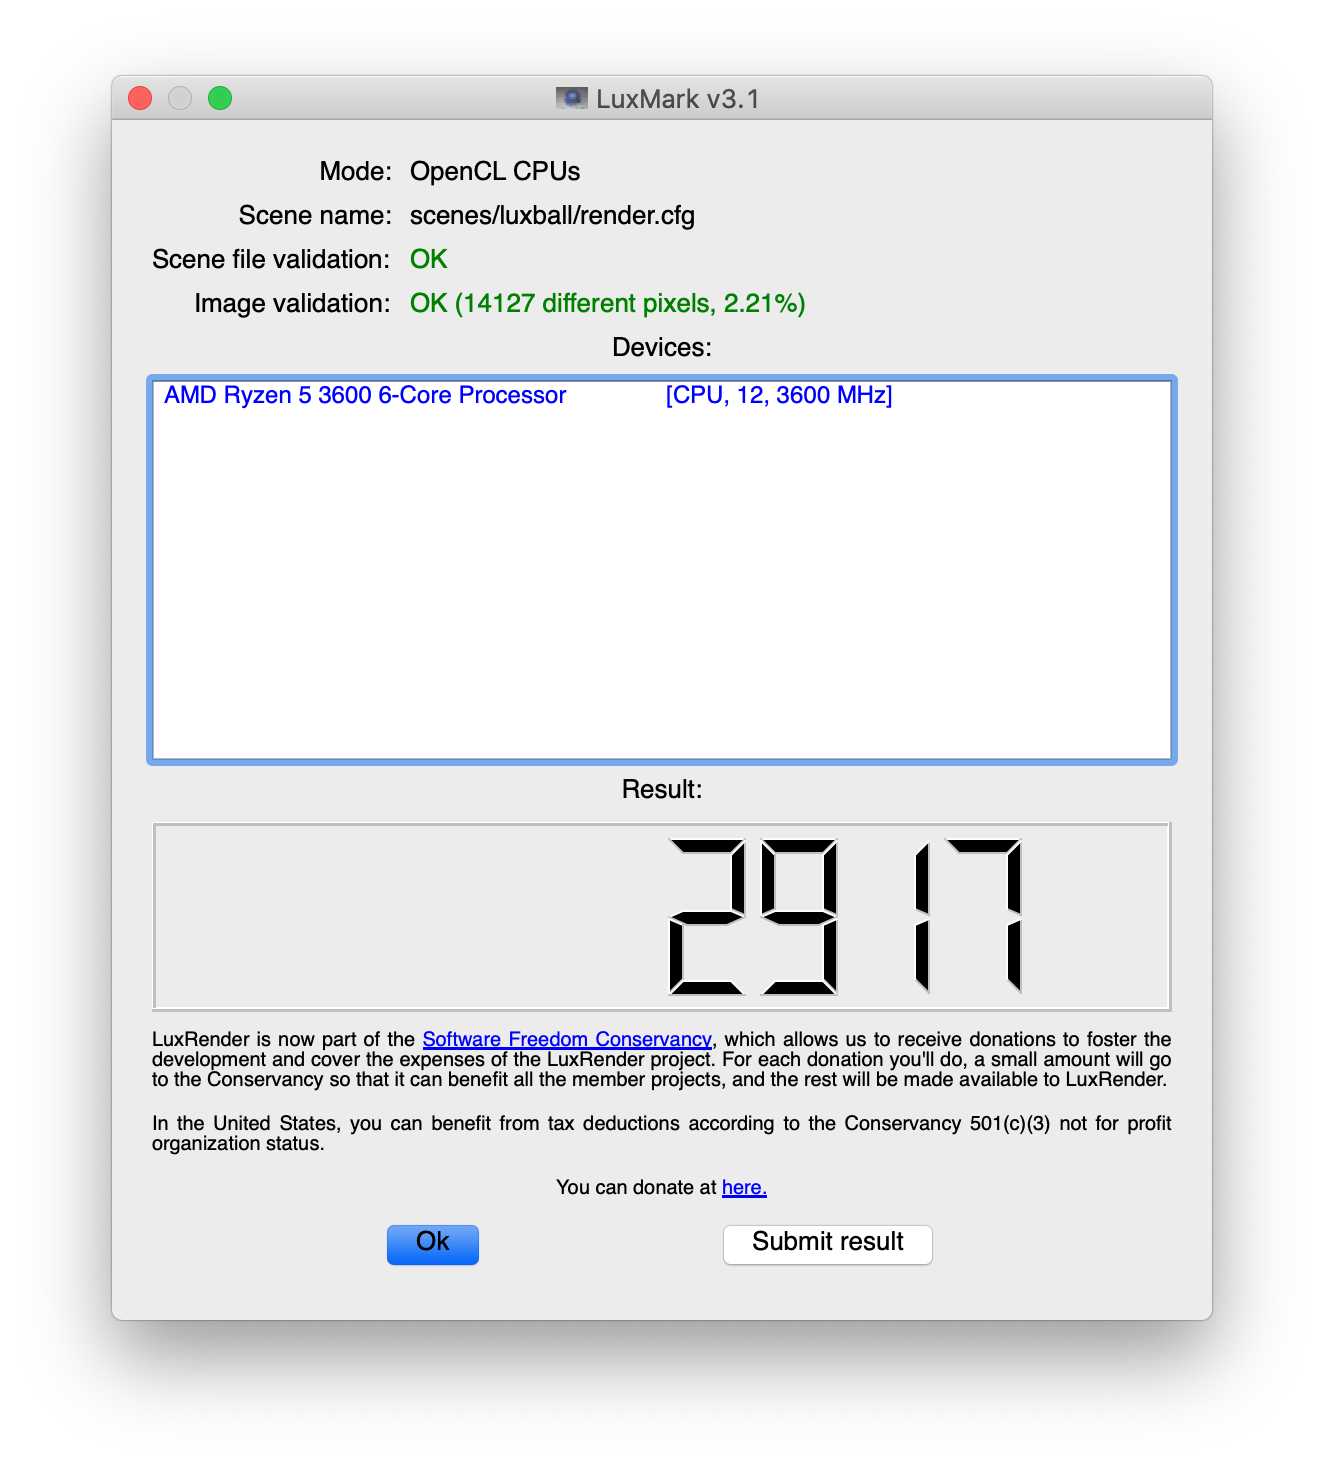 LuxMark v3.1
Mode: OpenCL CPUs
Scene name: scenes/luxball/render.cfg
Scene file validation: OK
Image validation: OK (14127 different pixels, 2.21%)
Devices:
AMD Ryzen 5 3600 6-Core Processor [CPU, 12, 3600 MHz]
Result:
2917
LuxRender is now part of the Software Freedom Conservancy, which allows us to receive donations to foster the
development and cover the expenses of the LuxRender project. For each donation you'll do, a small amount will go
to the Conservancy so that it can benefit all the member projects, and the rest will be made available to LuxRender.
In the United States, you can benefit from tax deductions according to the Conservancy 501(c)(3) not for profit
organization status.
You can donate at here.
Ok Submit result